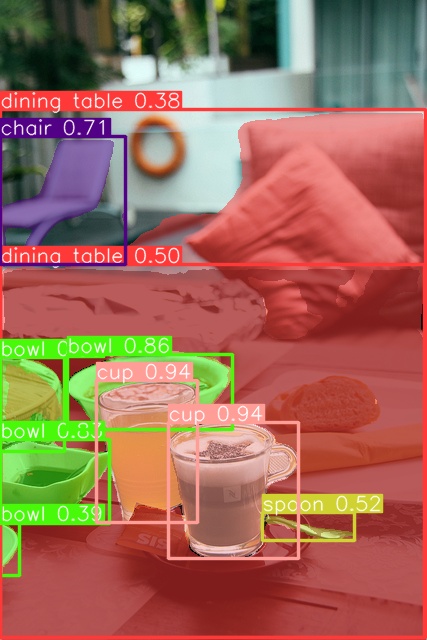 dining table 0.38
chair 0.71
dining table 0.50
bowl 0.86
cup 0.94
cup 0.94
bowl 0.83
spoon 0.52
bowl 0.39